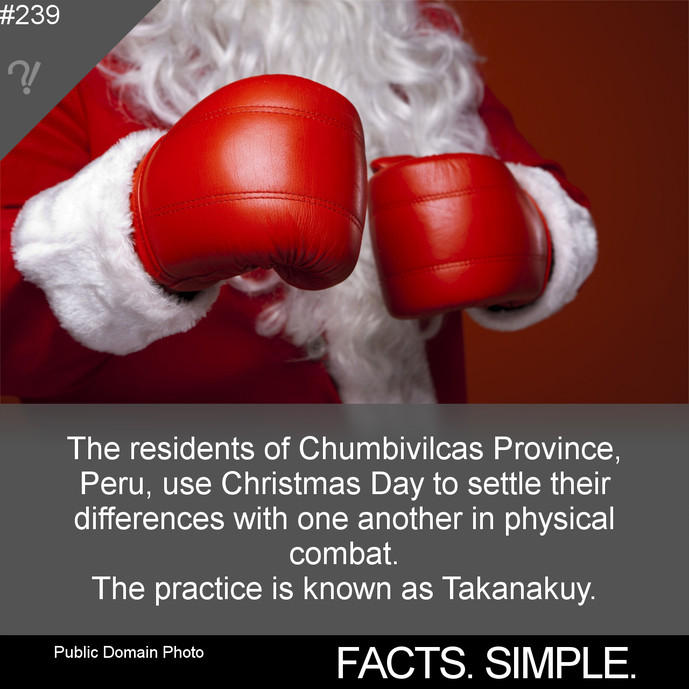 #239
?!
The residents of Chumbivilcas Province,
Peru, use Christmas Day to settle their
differences with one another in physical
combat.
The practice is known as Takanakuy.
Public Domain Photo
FACTS. SIMPLE.